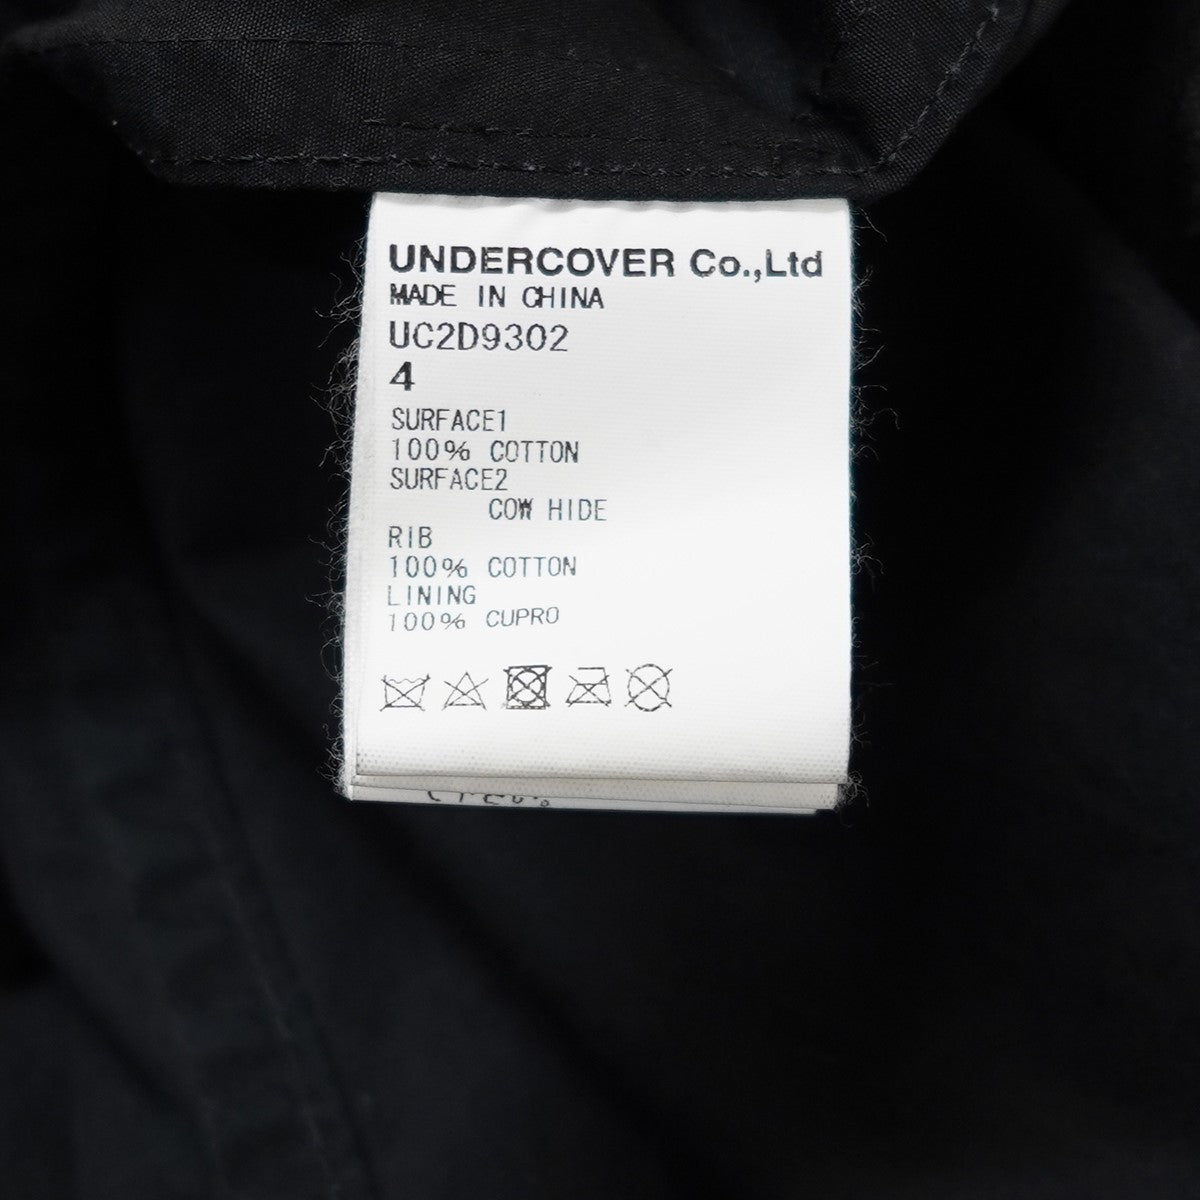 UNDERCOVER Co.,Ltd
MADE IN CHINA
UC2D9302
4
SURFACE1
100% COTTON
SURFACE2
COW HIDE
RIB
100% COTTON
LINING
100% CUPRO